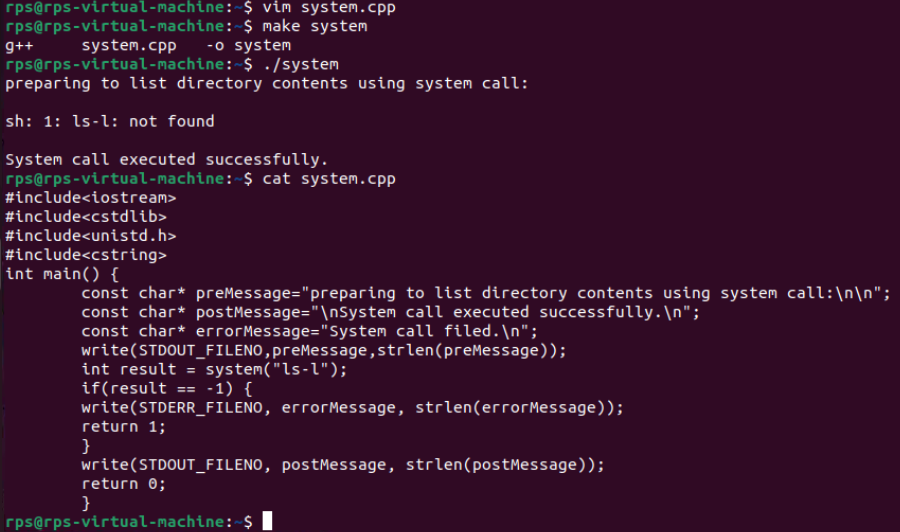 rps@rps-virtual-machine:~$ vim system.cpp
rps@rps-virtual-machine:~$ make system
g++     system.cpp   -o system
rps@rps-virtual-machine:~$ ./system
preparing to list directory contents using system call:

sh: 1: ls-l: not found

System call executed successfully.
rps@rps-virtual-machine:~$ cat system.cpp
#include<iostream>
#include<cstdlib>
#include<unistd.h>
#include<cstring>
int main() {
        const char* preMessage="preparing to list directory contents using system call:\n\n";
        const char* postMessage="\nSystem call executed successfully.\n";
        const char* errorMessage="System call filed.\n";
        write(STDOUT_FILENO,preMessage,strlen(preMessage));
        int result = system("ls-l");
        if(result == -1) {
        write(STDERR_FILENO, errorMessage, strlen(errorMessage));
        return 1;
        }
        write(STDOUT_FILENO, postMessage, strlen(postMessage));
        return 0;
        }
rps@rps-virtual-machine:~$